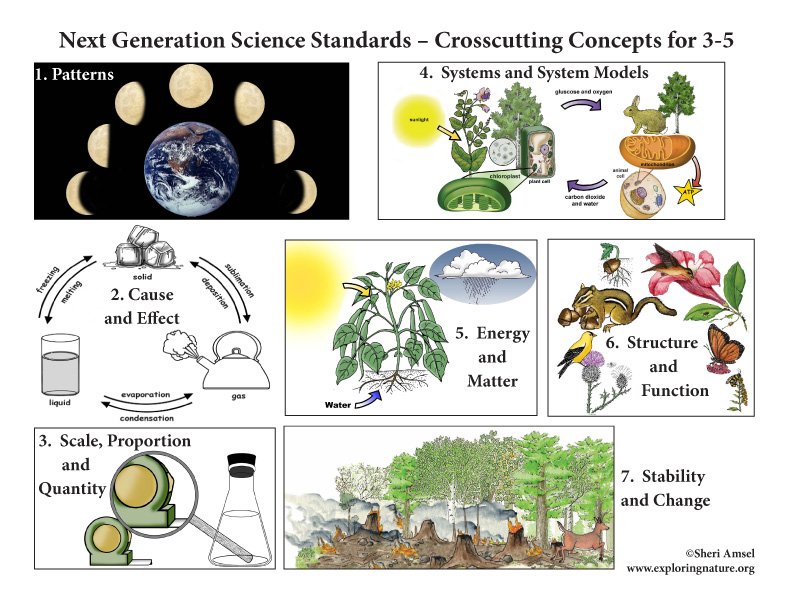 Next Generation Science Standards – Crosscutting Concepts for 3-5
1. Patterns
4. Systems and System Models
sunlight
gluscose and oxygen
chloroplast
plant cell
mitochondrion
animal
cell
ATP
carbon dioxide
and water
solid
freezing
melting
sublimation
deposition
2. Cause
and Effect
liquid
gas
evaporation
condensation
5. Energy
and
Matter
Water
6. Structure
and
Function
3. Scale, Proportion
and
Quantity
7. Stability
and Change
©Sheri Amsel
www.exploringnature.org